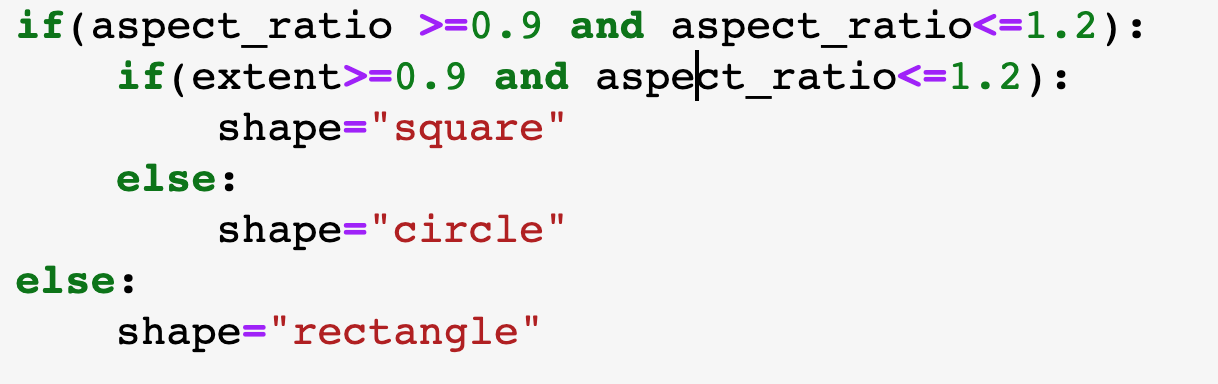 if(aspect_ratio >=0.9 and aspect_ratio<=1.2):
    if(extent>=0.9 and aspect_ratio<=1.2):
        shape="square"
    else:
        shape="circle"
else:
    shape="rectangle"